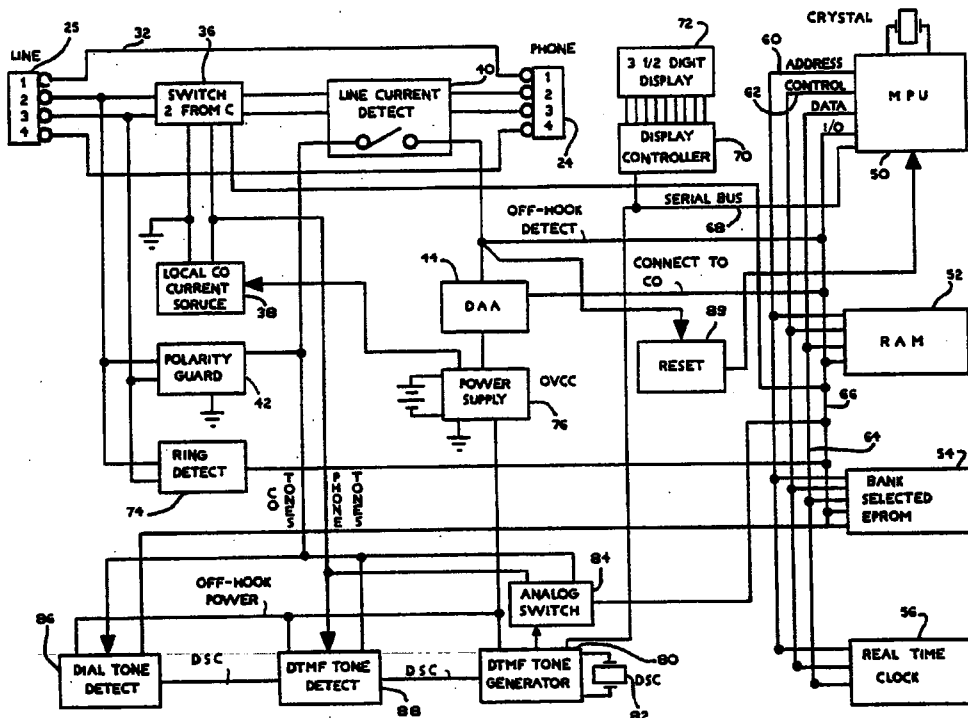 CRYSTAL
25
32
36
72
LINE
PHONE
60
ADDRESS
1
2
3
4
SWITCH
2 FROM C
40
LINE CURRENT
DETECT
1
2
3
4
24
3 1/2 DIGIT
DISPLAY
DISPLAY
CONTROLLER
70
62
CONTROL
DATA
I/O
MPU
50
SERIAL BUS
68
OFF-HOOK
DETECT
LOCAL CO
CURRENT
SORUCE
38
44
DAA
CONNECT TO
CO
89
RESET
52
RAM
POLARITY
GUARD
42
POWER
SUPPLY
OVCC
76
66
64
RING
DETECT
74
CO
TONES
PHONE
TONES
54
BANK
SELECTED
EPROM
84
ANALOG
SWITCH
OFF-HOOK
POWER
86
DIAL TONE
DETECT
DSC
DTMF TONE
DETECT
88
DSC
DTMF TONE
GENERATOR
80
DSC
82
56
REAL TIME
CLOCK